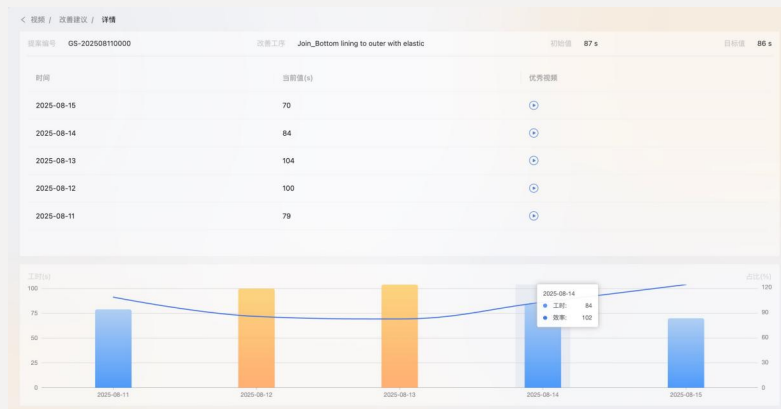 < 视频 / 改善建议 / 详情
提案编号 GS-202508110000 改善工序 Join_Bottom lining to outer with elastic 初始值 87 s 目标值 86 s
时间 当前值(s) 优秀视频
2025-08-15 70
2025-08-14 84
2025-08-13 104
2025-08-12 100
2025-08-11 79
工时(s) 占比(%)
100 120
75 90
50 60
25 30
0 0
2025-08-14
工时: 84
效率: 102
2025-08-11 2025-08-12 2025-08-13 2025-08-14 2025-08-15